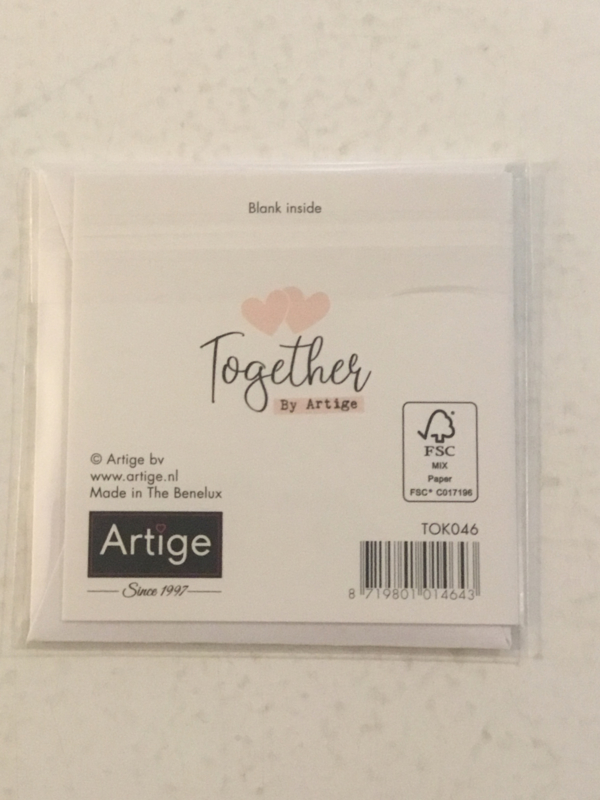 Blank inside
Together
By Artige
FSC
MIX
Paper
FSC® C017196
© Artige bv
www.artige.nl
Made in The Benelux
Artige
Since 1997
TOK046
8 719801 014643